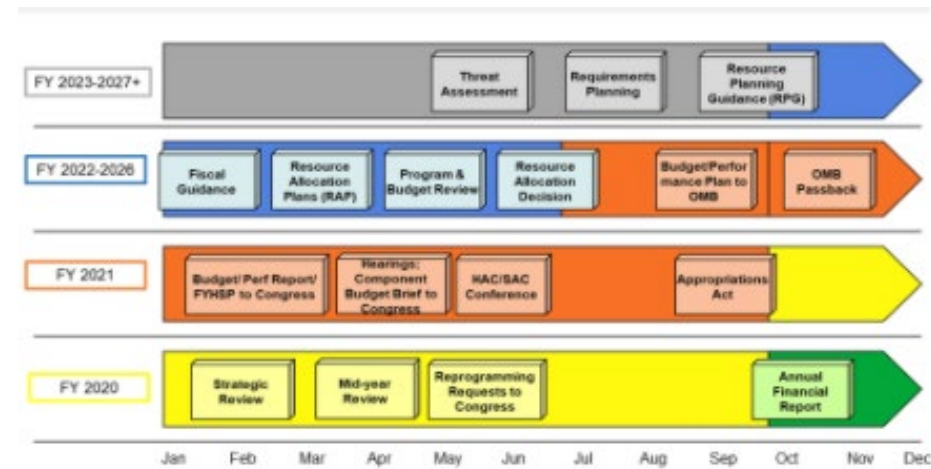 FY 2023-2027+
Threat
Assessment
Requirements
Planning
Resource
Planning
Guidance (RPG)
FY 2022-2026
Fiscal
Guidance
Resource
Allocation
Plans (RAP)
Program &
Budget Review
Resource
Allocation
Decision
Budget/Perfor
mance Plan to
OMB
OMB
Passback
FY 2021
Budget/ Perf Report/
FYHSP to Congress
Hearings;
Component
Budget Brief to
Congress
HAC/SAC
Conference
Appropriations
Act
FY 2020
Strategic
Review
Mid-year
Review
Reprogramming
Requests to
Congress
Annual
Financial
Report
Jan Feb Mar Apr May Jun Jul Aug Sep Oct Nov Dec